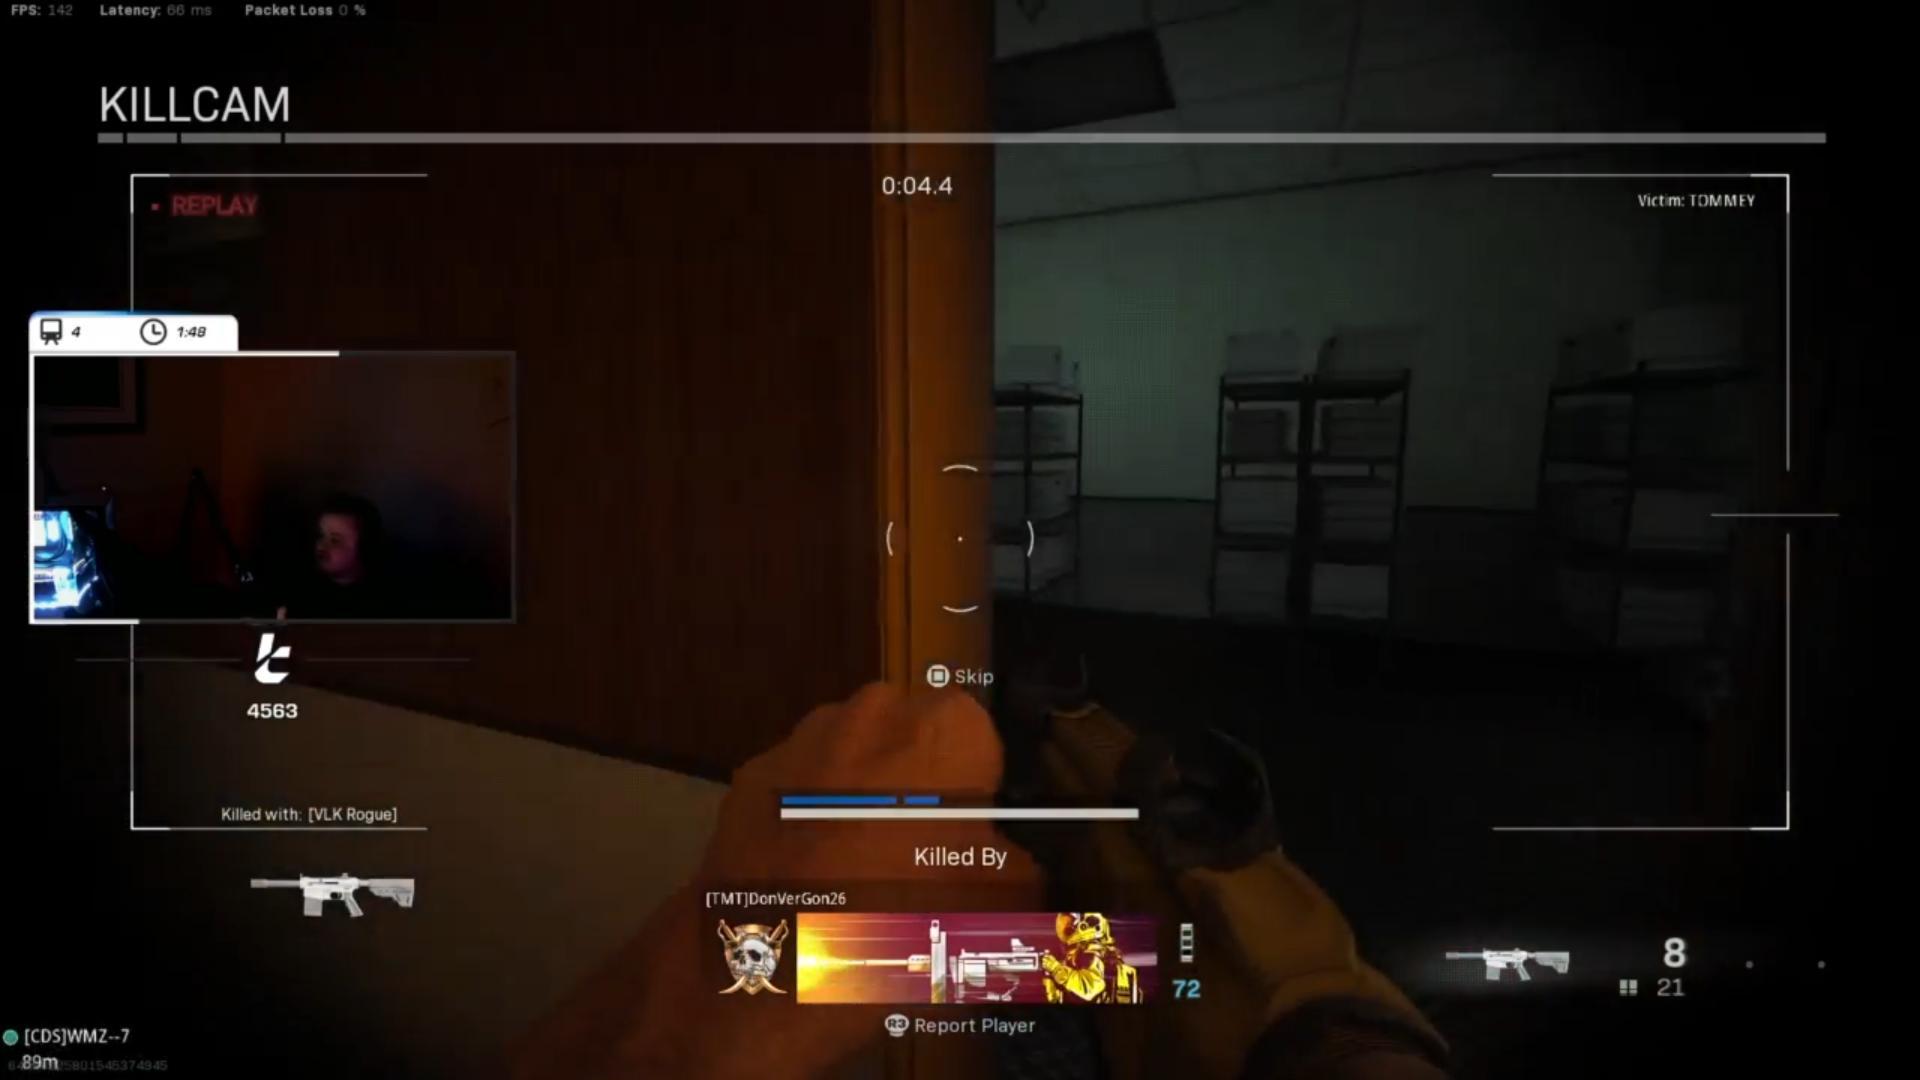 FPS: 142 Latency: 66 ms Packet Loss 0 %
KILLCAM
0:04.4
REPLAY
Victim: TOMMEY
4 1:48
Skip
4563
Killed with: [VLK Rogue]
Killed By
[TMT]DonVerGon26
72
8
21
R3 Report Player
[CDS]WMZ--7
89m